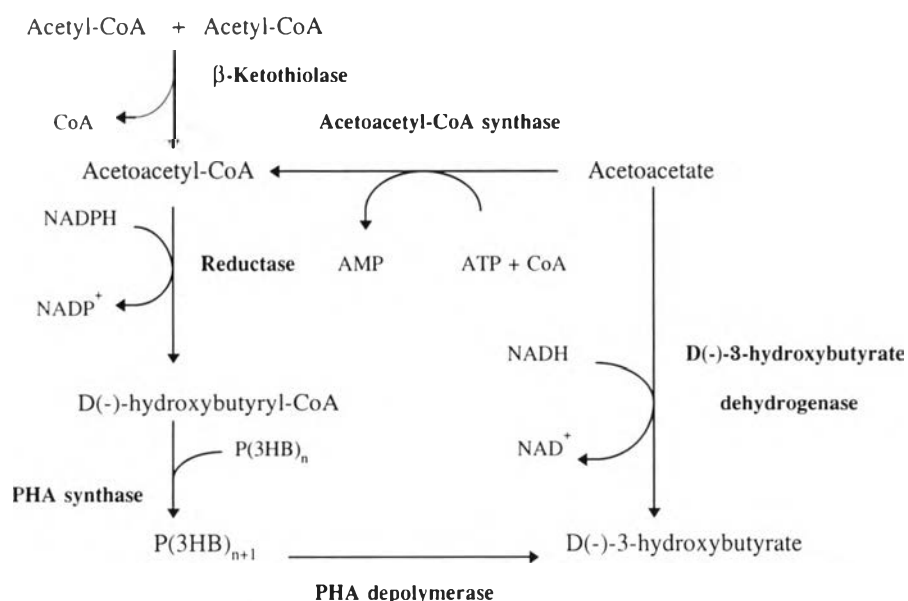 Acetyl-CoA + Acetyl-CoA
β-Ketothiolase
CoA
Acetoacetyl-CoA synthase
Acetoacetyl-CoA
Acetoacetate
NADPH
Reductase
AMP
ATP + CoA
NADP+
NADH
D(-)-3-hydroxybutyrate
dehydrogenase
D(-)-hydroxybutyryl-CoA
P(3HB)n
NAD+
PHA synthase
P(3HB)n+1
D(-)-3-hydroxybutyrate
PHA depolymerase